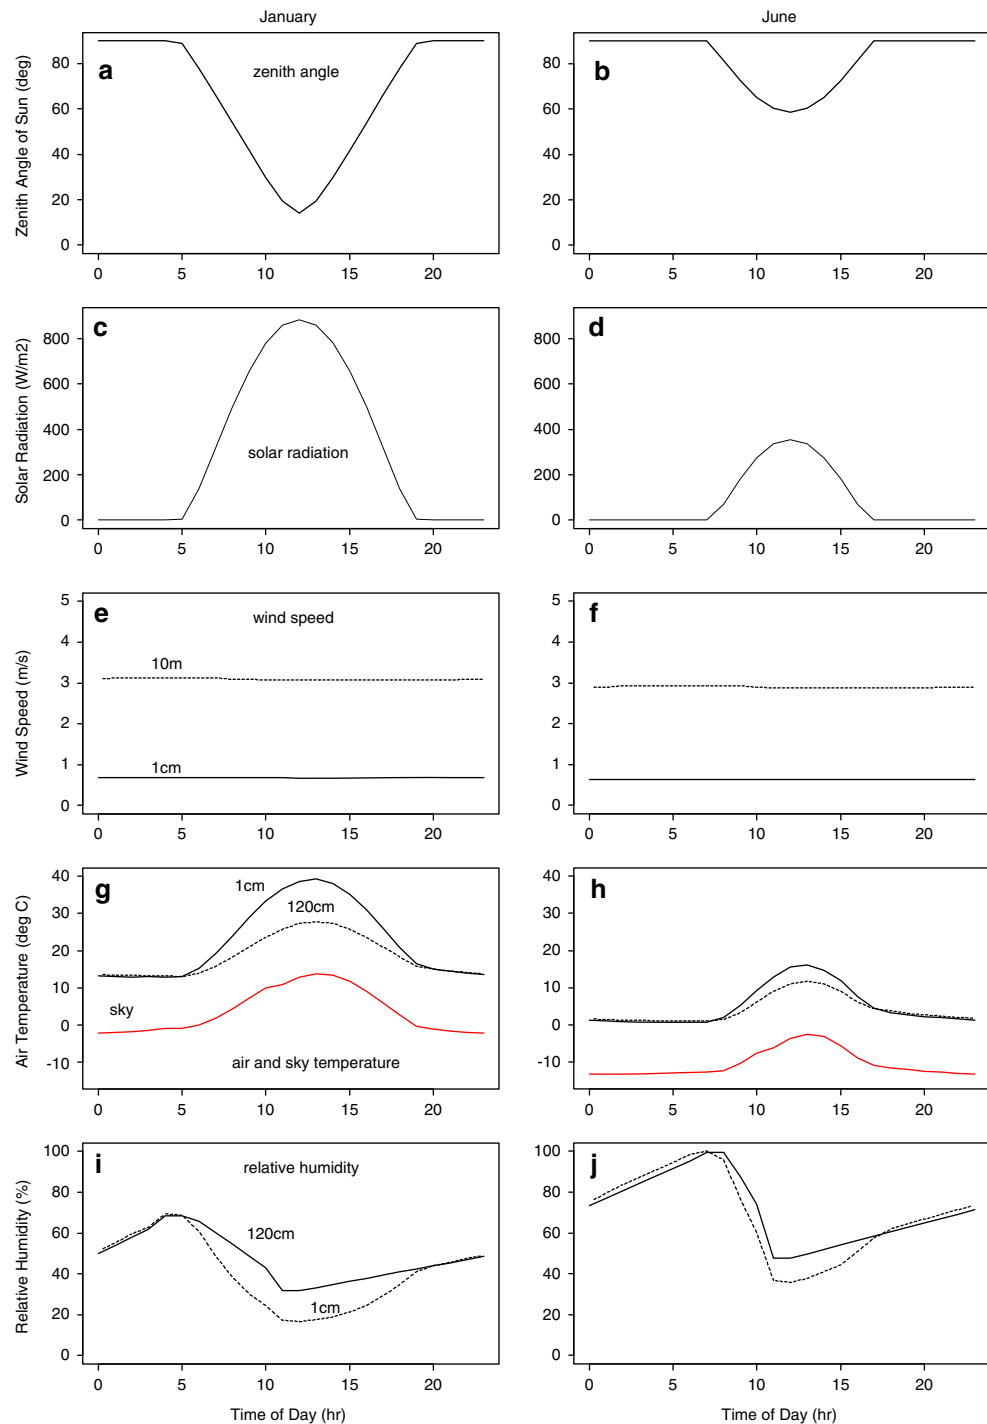 January
June
Zenith Angle of Sun (deg)
80
60
40
20
0
a
zenith angle
0 5 10 15 20
80
60
40
20
0
b
0 5 10 15 20
Solar Radiation (W/m2)
800
600
400
200
0
c
solar radiation
0 5 10 15 20
800
600
400
200
0
d
0 5 10 15 20
Wind Speed (m/s)
5
4
3
2
1
0
e
wind speed
10m
1cm
0 5 10 15 20
5
4
3
2
1
0
f
0 5 10 15 20
Air Temperature (deg C)
40
30
20
10
0
-10
g
1cm
120cm
sky
air and sky temperature
0 5 10 15 20
40
30
20
10
0
-10
h
0 5 10 15 20
Relative Humidity (%)
100
80
60
40
20
0
i
relative humidity
120cm
1cm
0 5 10 15 20
Time of Day (hr)
100
80
60
40
20
0
j
0 5 10 15 20
Time of Day (hr)